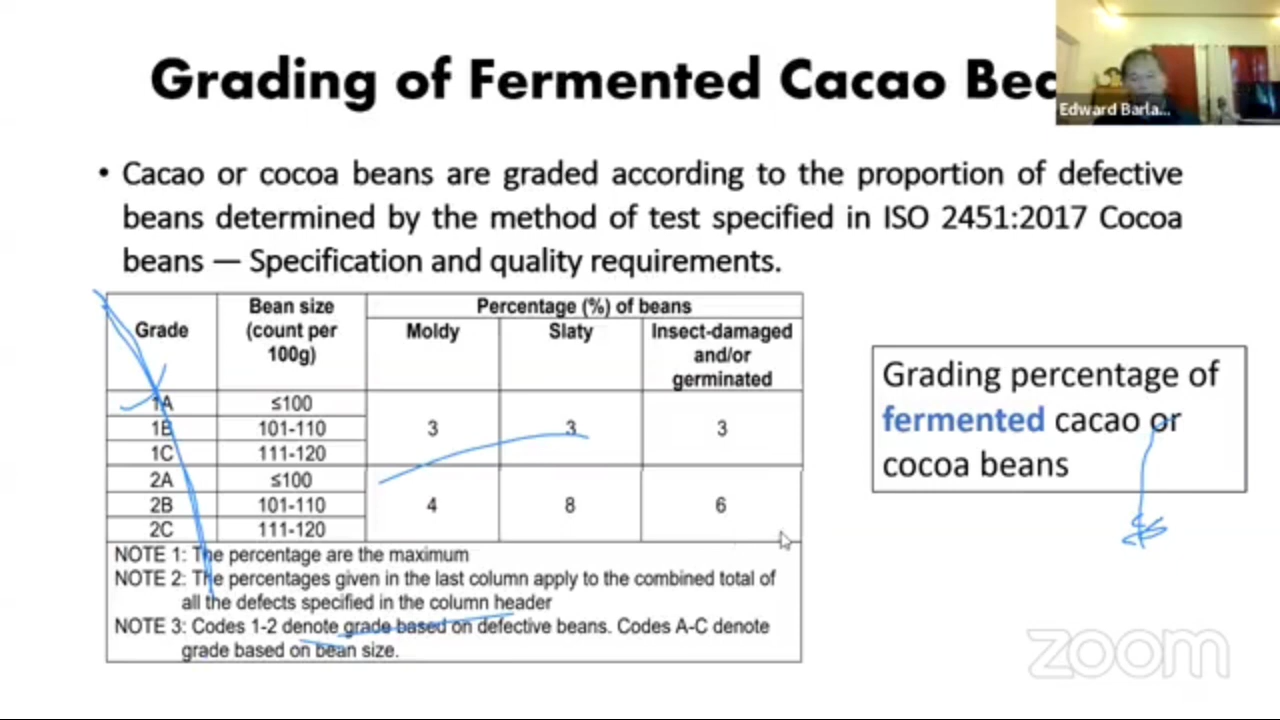 Grading of Fermented Cacao Bea
Edward Barla...
• Cacao or cocoa beans are graded according to the proportion of defective
beans determined by the method of test specified in ISO 2451:2017 Cocoa
beans — Specification and quality requirements.
Grade Bean size (count per 100g) Percentage (%) of beans
Moldy Slaty Insect-damaged and/or germinated
1A ≤100
1B 101-110 3 3 3
1C 111-120
2A ≤100
2B 101-110 4 8 6
2C 111-120
NOTE 1: The percentage are the maximum
NOTE 2: The percentages given in the last column apply to the combined total of
all the defects specified in the column header
NOTE 3: Codes 1-2 denote grade based on defective beans. Codes A-C denote
grade based on bean size.
Grading percentage of
fermented cacao or
cocoa beans
zoom